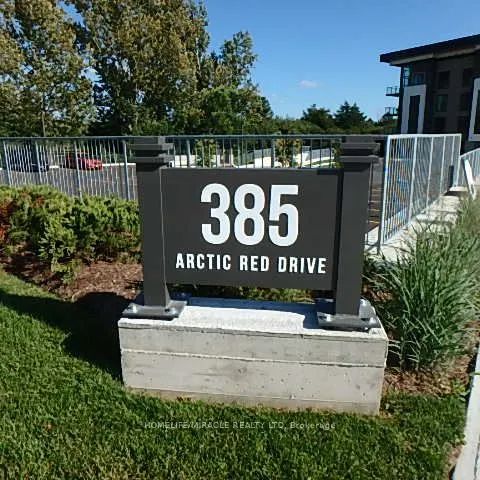 385
ARCTIC RED DRIVE
HOMELIFE/MIRACLE REALTY LTD, Brokerage